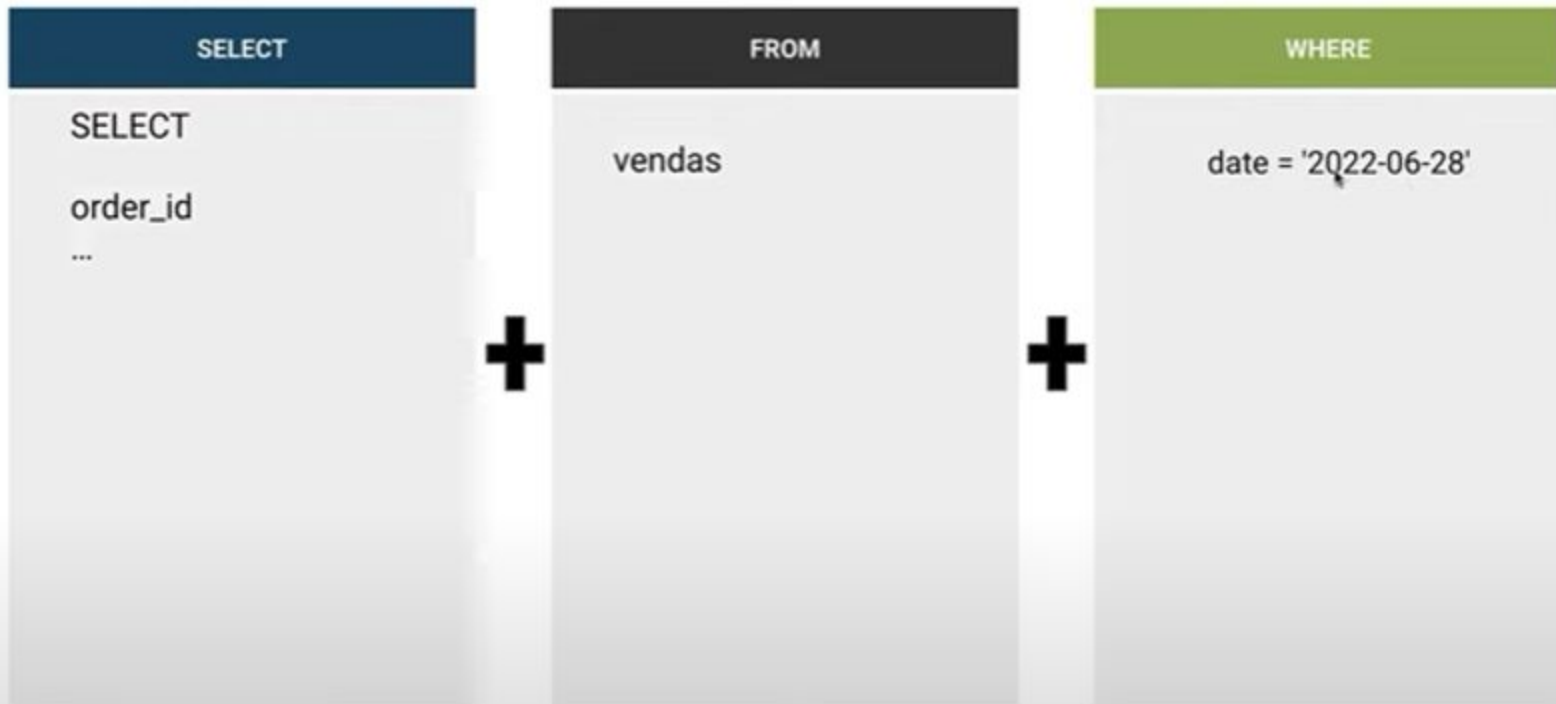 SELECT
SELECT
order_id
...
FROM
vendas
WHERE
date = '2022-06-28'